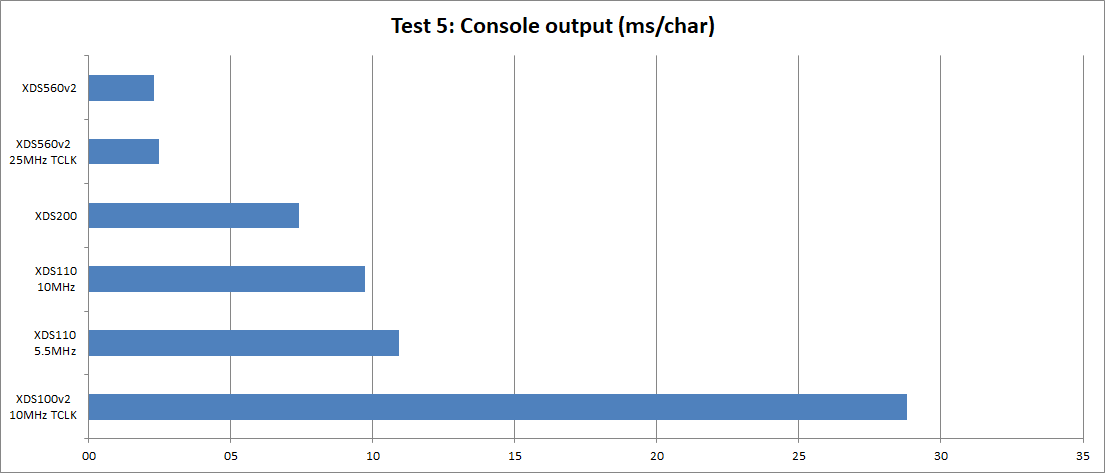 Test 5: Console output (ms/char)
XDS560v2
XDS560v2
25MHz TCLK
XDS200
XDS110
10MHz
XDS110
5.5MHz
XDS100v2
10MHz TCLK
00 05 10 15 20 25 30 35